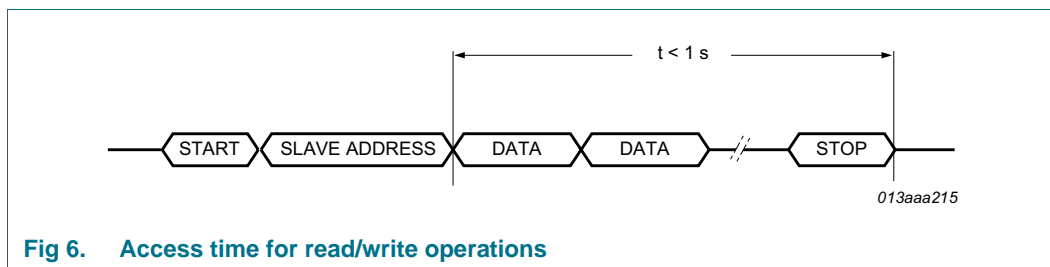 t < 1 s
START SLAVE ADDRESS DATA DATA STOP
013aaa215
Fig 6. Access time for read/write operations